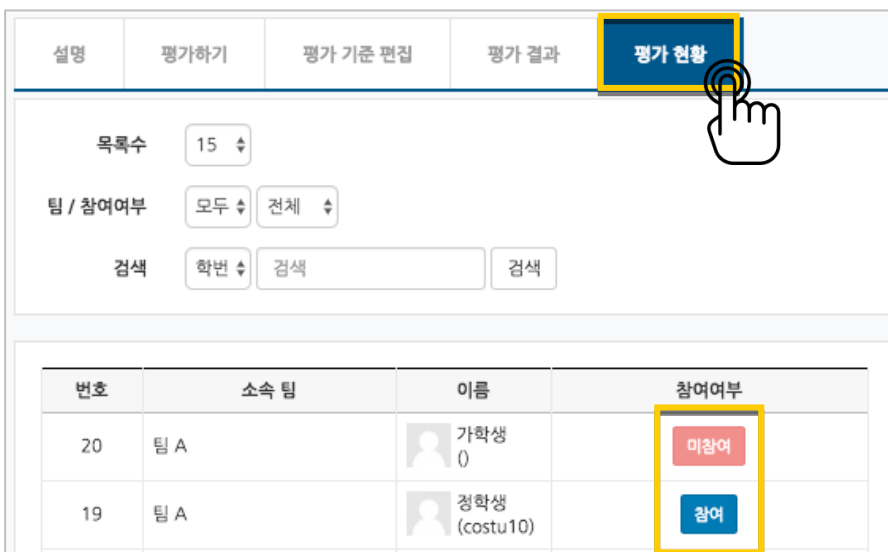 설명 평가하기 평가 기준 편집 평가 결과 평가 현황
목록수 15
팀 / 참여여부 모두 전체
검색 학번 검색 검색
번호 소속 팀 이름 참여여부
20 팀 A 가학생 미참여
()
19 팀 A 정학생 참여
(costu10)